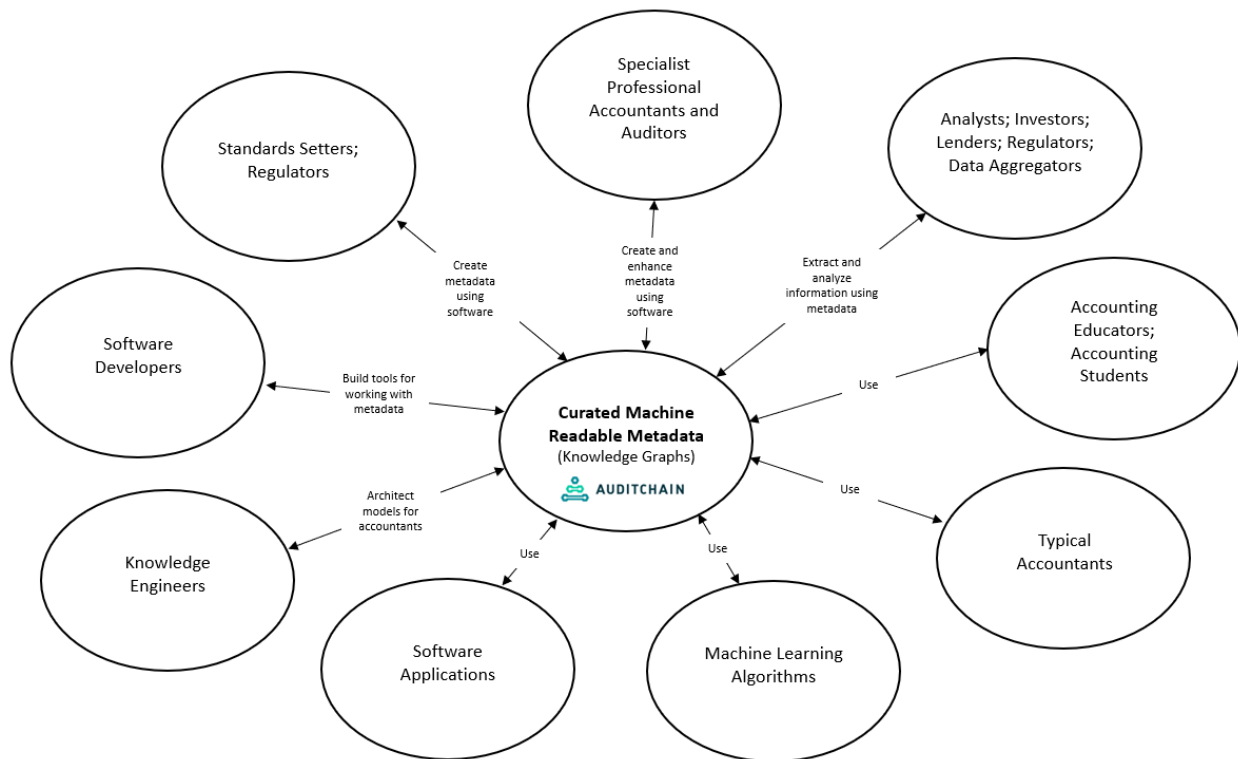 Specialist
Professional
Accountants and
Auditors
Standards Setters;
Regulators
Analysts; Investors;
Lenders; Regulators;
Data Aggregators
Create
metadata
using
software
Create and
enhance
metadata
using
software
Extract and
analyze
information using
metadata
Software
Developers
Build tools for
working with
metadata
Accounting
Educators;
Accounting
Students
Use
Curated Machine
Readable Metadata
(Knowledge Graphs)
AUDITCHAIN
Knowledge
Engineers
Architect
models for
accountants
Use
Typical
Accountants
Use
Software
Applications
Use
Machine Learning
Algorithms